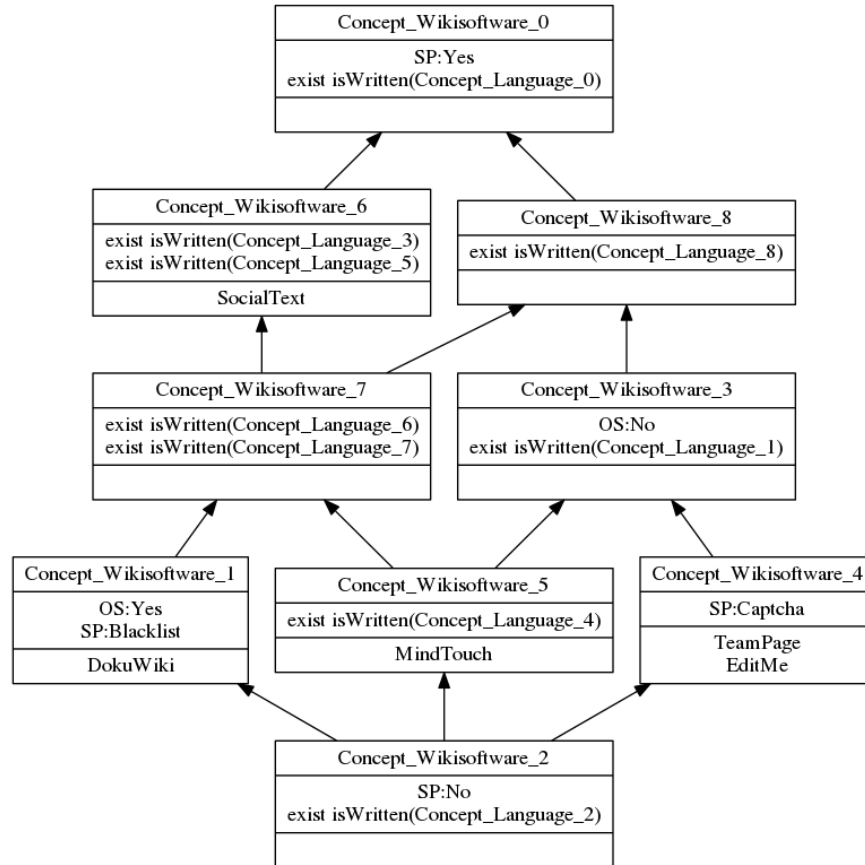 Concept_Wikisoftware_0
SP:Yes
exist isWritten(Concept_Language_0)
Concept_Wikisoftware_6
exist isWritten(Concept_Language_3)
exist isWritten(Concept_Language_5)
SocialText
Concept_Wikisoftware_8
exist isWritten(Concept_Language_8)
Concept_Wikisoftware_7
exist isWritten(Concept_Language_6)
exist isWritten(Concept_Language_7)
Concept_Wikisoftware_3
OS:No
exist isWritten(Concept_Language_1)
Concept_Wikisoftware_1
OS:Yes
SP:Blacklist
DokuWiki
Concept_Wikisoftware_5
exist isWritten(Concept_Language_4)
MindTouch
Concept_Wikisoftware_4
SP:Captcha
TeamPage
EditMe
Concept_Wikisoftware_2
SP:No
exist isWritten(Concept_Language_2)